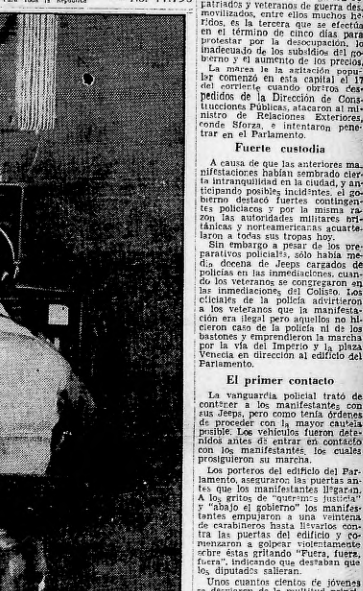 para toda la República
patriados y veteranos de guerra des,
movilizados, entre ellos muchos he
ridos, es la tercera que se efectúa
en el término de cinco días para
protestar por la desocupación, lo
inadecuado de los subsidios del go-
bierno y el aumento de los precios.
La marea le la agitación popu-
lar comenzó en esta capital el 17
del corriente cuando obreros des-
pedidos de la Dirección de Cons-
trucciones Públicas, atacaron al mi-
nistro de Relaciones Exteriores,
conde Sforza, e intentaron pene-
trar en el Parlamento.
Fuerte custodia
A causa de que las anteriores ma-
nifestaciones habían sembrado cier-
ta intranquilidad en la ciudad, y an-
ticipando posibles incidentes, el go-
bierno destacó fuertes contingen-
tes policiacos y por la misma ra-
zón las autoridades militares bri-
tánicas y norteamericanas acuarte-
laron a todas sus tropas hoy.
Sin embargo a pesar de los pre-
parativos policiales, sólo había me-
dia docena de Jeeps cargados de
policías en las inmediaciones, cuan-
do los veteranos se congregaron en
las inmediaciones del Coliseo. Los
oficiales de la policía advirtieron
a los veteranos que la manifesta-
ción era ilegal pero aquellos no hi-
cieron caso de la policía ni de los
bastones y emprendieron la marcha
por la vía del Imperio y la plaza
Venecia en dirección al edificio del
Parlamento.
El primer contacto
La vanguardia policial trató de
contener a los manifestantes con
sus Jeeps, pero como tenía órdenes
de proceder con la mayor cautela
posible. Los vehículos fueron dete-
nidos antes de entrar en contacto
con los manifestantes, los cuales
prosiguieron su marcha.
Los porteros del edificio del Par-
lamento, aseguraron las puertas an-
tes que los manifestantes llegaran.
A los gritos de "queremos justicia"
y "abajo el gobierno" los manifes-
tantes empujaron a una veintena
de carabineros hasta llevarlos con-
tra las puertas del edificio y co-
menzaron a golpear violentamente
sobre éstas gritando "Fuera, fuera,
fuera", indicando que deseaban que
los diputados salieran.
Unos cuantos cientos de jóvenes